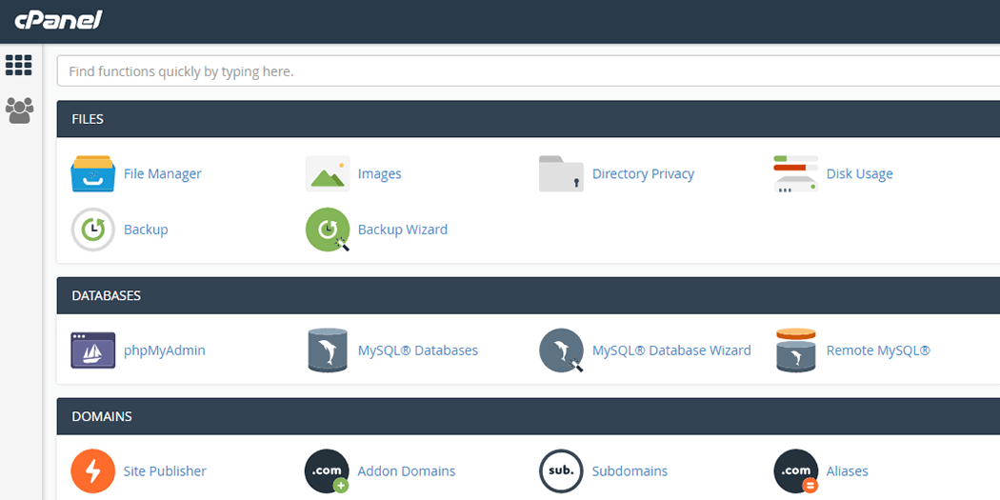 cPanel
Find functions quickly by typing here.
FILES
File Manager
Images
Directory Privacy
Disk Usage
Backup
Backup Wizard
DATABASES
phpMyAdmin
MySQL® Databases
MySQL® Database Wizard
Remote MySQL®
DOMAINS
Site Publisher
.com
Addon Domains
sub.
Subdomains
.com
Aliases